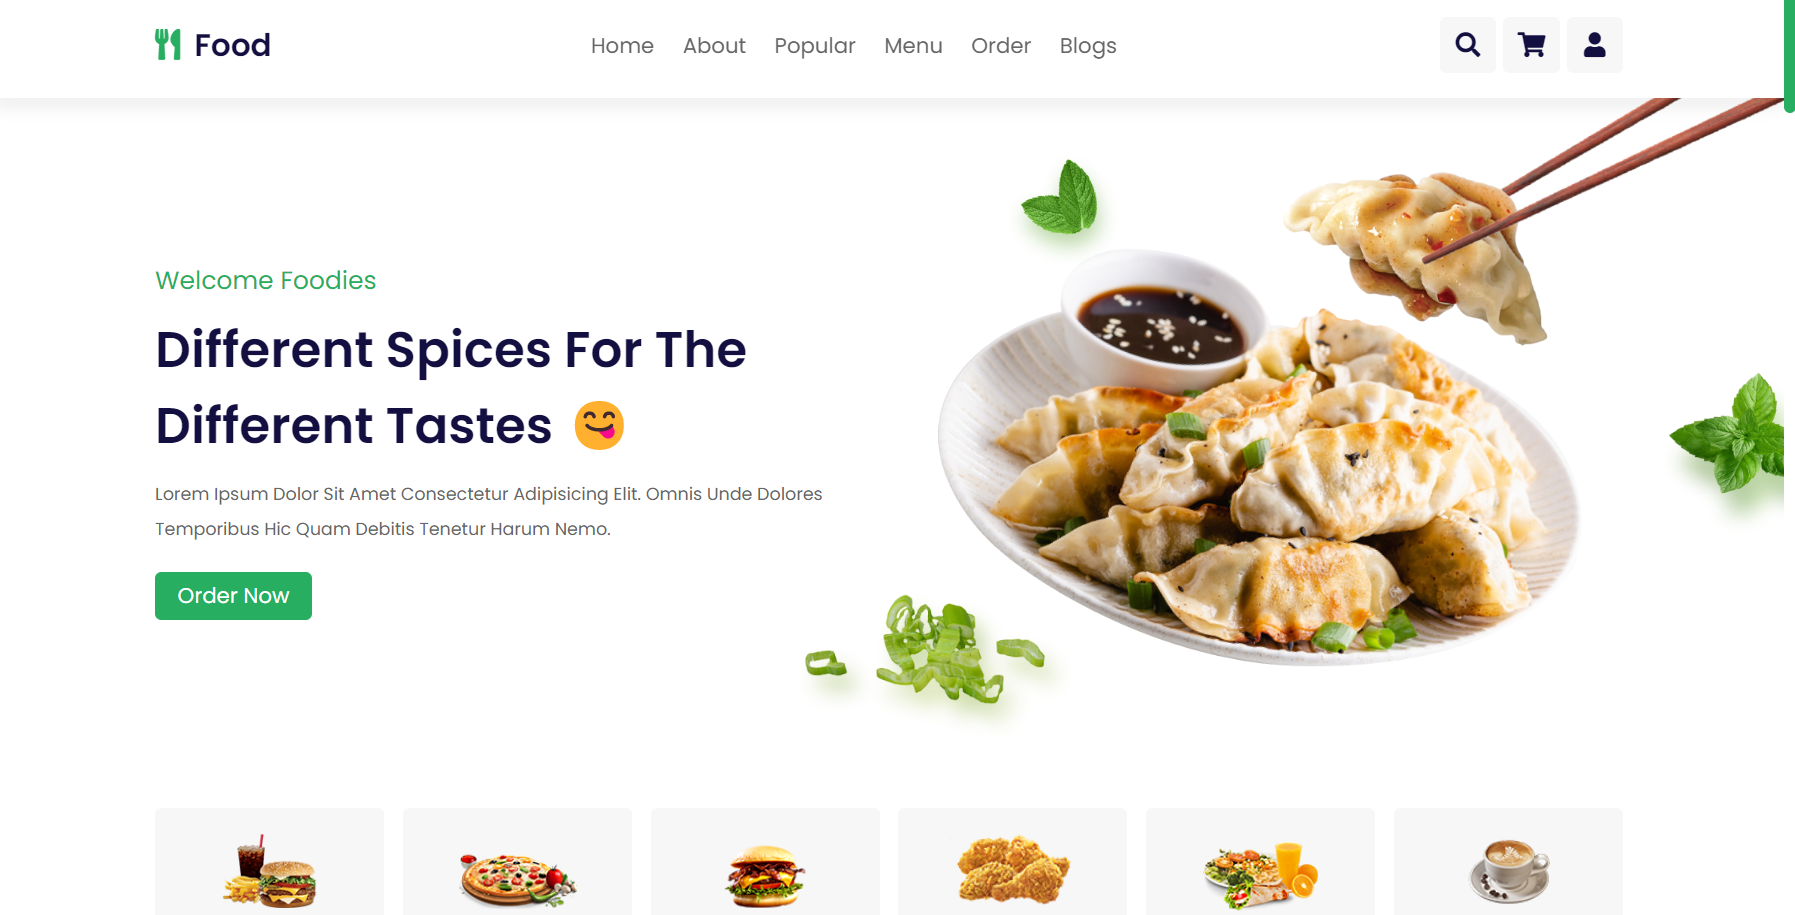 Food
Home About Popular Menu Order Blogs
Welcome Foodies
Different Spices For The
Different Tastes 😋
Lorem Ipsum Dolor Sit Amet Consectetur Adipisicing Elit. Omnis Unde Dolores
Temporibus Hic Quam Debitis Tenetur Harum Nemo.
Order Now